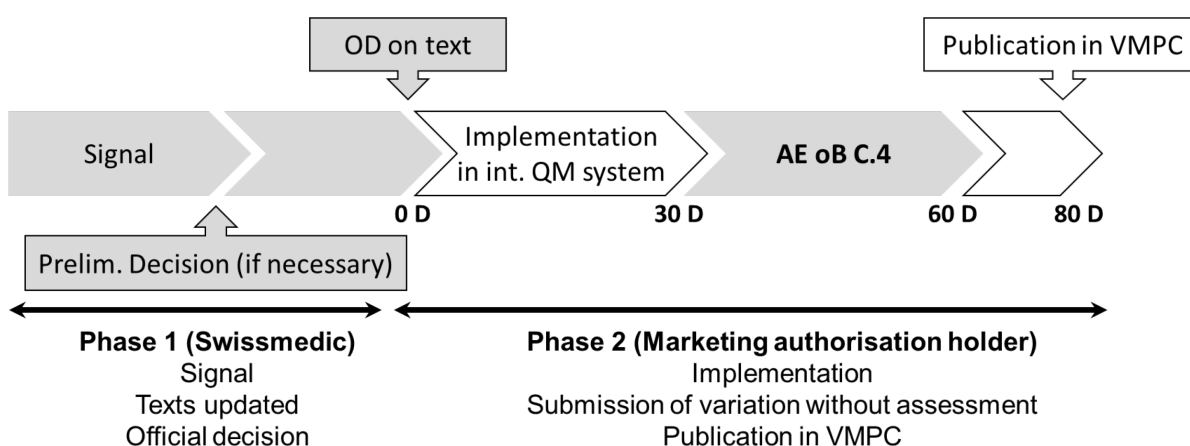 OD on text
Publication in VMPC
Signal
Implementation
in int. QM system
AE oB C.4
0 D
30 D
60 D
80 D
Prelim. Decision (if necessary)
Phase 1 (Swissmedic)
Signal
Texts updated
Official decision
Phase 2 (Marketing authorisation holder)
Implementation
Submission of variation without assessment
Publication in VMPC